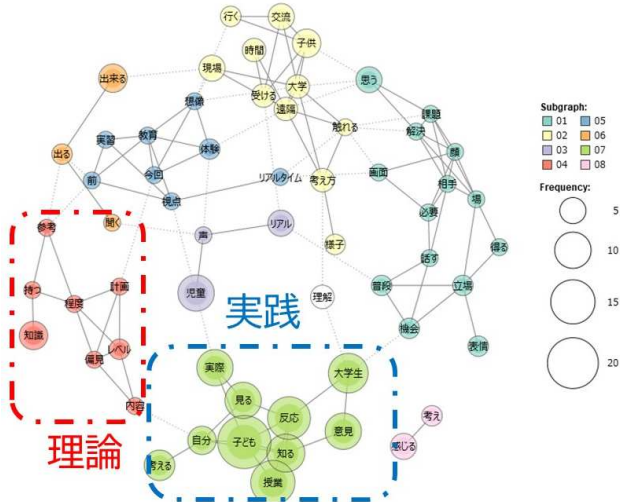 行く
交流
子供
時間
現場
大学
思う
出来る
受ける
想像
遠隔
課題
触れる
解決
実習
教育
体験
顔
出る
前
今回
リアルタイム
考え方
画面
相手
視点
場
必要
参考
聞く
声
リアル
様子
得る
話す
持つ
計画
児童
理解
普段
立場
程度
知識
機会
表情
レベル
偏見
内容
実践
理論
実際
大学生
見る
反応
自分
子ども
意見
知る
考える
授業
考え
感じる
Subgraph:
01 05
02 06
03 07
04 08
Frequency:
5
10
15
20